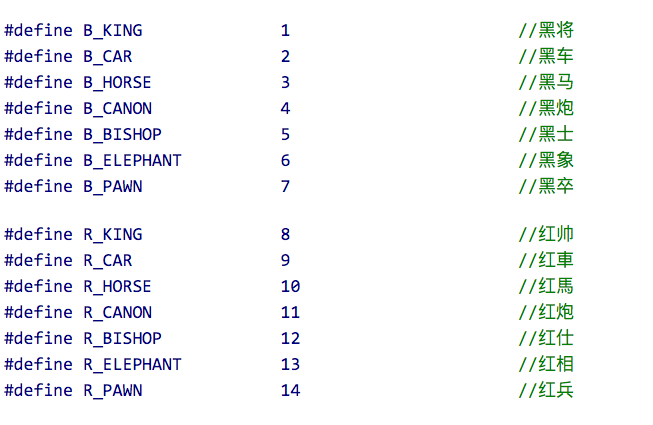 #define B_KING 1 //黑将
#define B_CAR 2 //黑车
#define B_HORSE 3 //黑马
#define B_CANON 4 //黑炮
#define B_BISHOP 5 //黑士
#define B_ELEPHANT 6 //黑象
#define B_PAWN 7 //黑卒
#define R_KING 8 //红帅
#define R_CAR 9 //红車
#define R_HORSE 10 //红馬
#define R_CANON 11 //红炮
#define R_BISHOP 12 //红仕
#define R_ELEPHANT 13 //红相
#define R_PAWN 14 //红兵